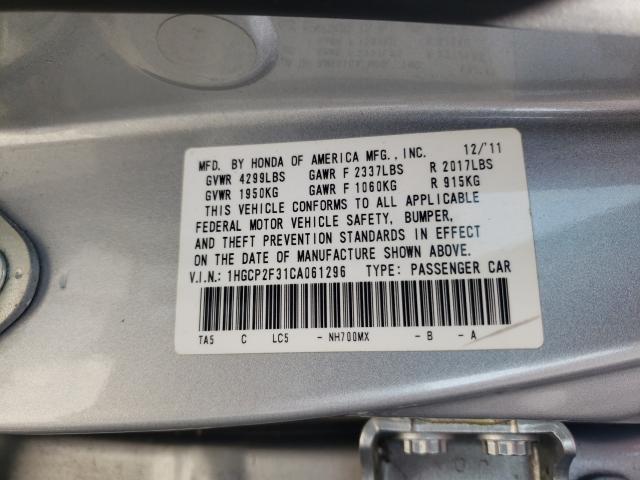 MFD. BY HONDA OF AMERICA MFG., INC. 12/'11
GVWR 4299LBS GAWR F 2337LBS R 2017LBS
GVWR 1950KG GAWR F 1060KG R 915KG
THIS VEHICLE CONFORMS TO ALL APPLICABLE
FEDERAL MOTOR VEHICLE SAFETY, BUMPER,
AND THEFT PREVENTION STANDARDS IN EFFECT
ON THE DATE OF MANUFACTURE SHOWN ABOVE.
V.I.N.: 1HGCP2F31CA061296 TYPE: PASSENGER CAR
TA5 C LC5 - NH700MX - B - A